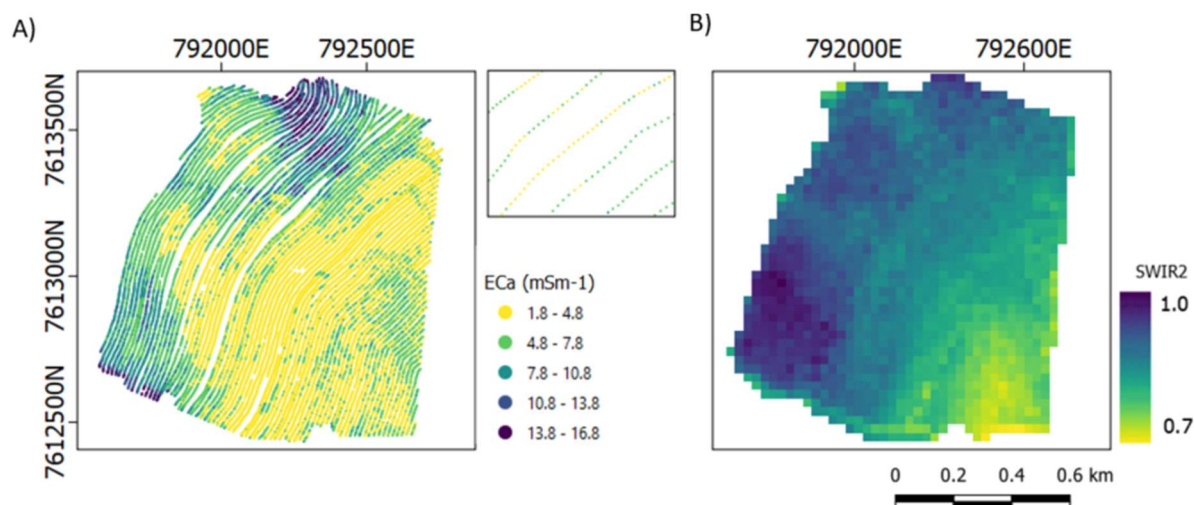 A)
792000E 792500E
7613500N
7613000N
7612500N
ECa (mSm-1)
1.8 - 4.8
4.8 - 7.8
7.8 - 10.8
10.8 - 13.8
13.8 - 16.8
B)
792000E 792600E
SWIR2
1.0
0.7
0 0.2 0.4 0.6 km